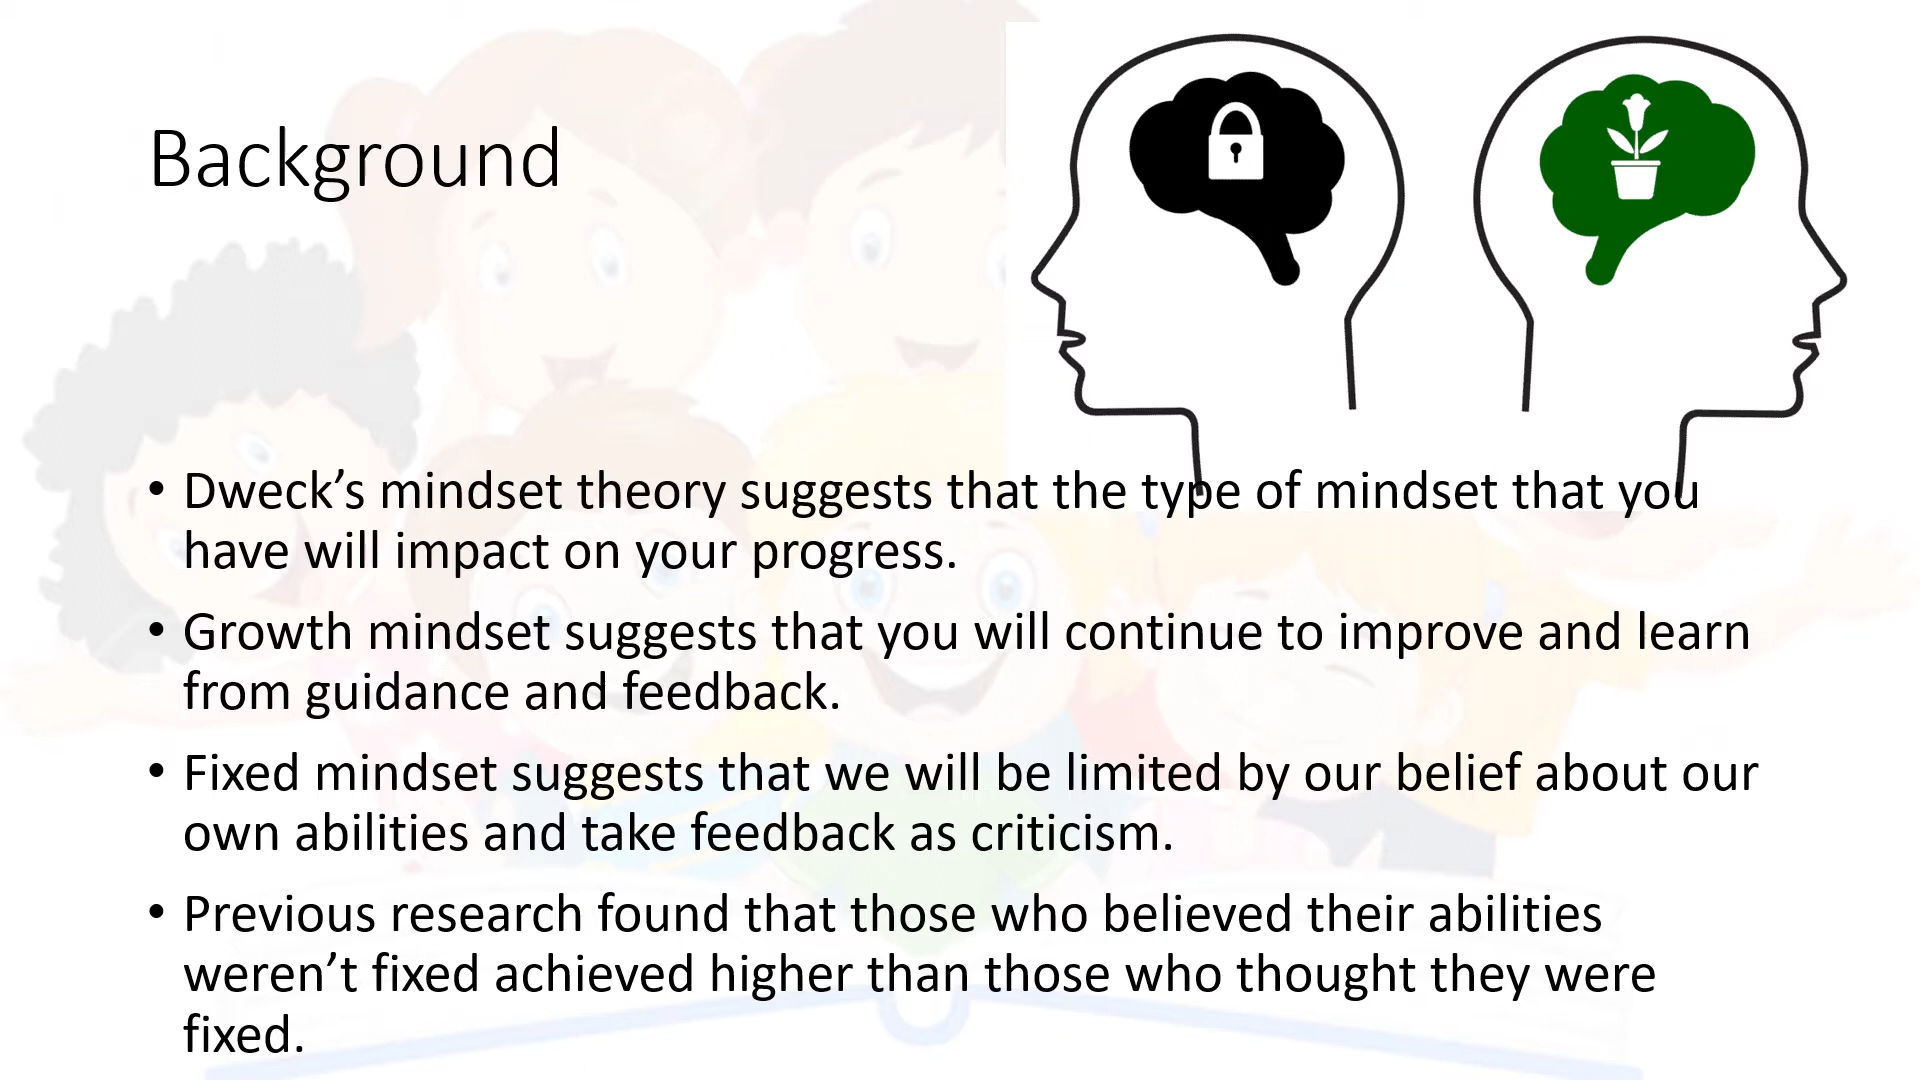 Background
• Dweck’s mindset theory suggests that the type of mindset that you
have will impact on your progress.
• Growth mindset suggests that you will continue to improve and learn
from guidance and feedback.
• Fixed mindset suggests that we will be limited by our belief about our
own abilities and take feedback as criticism.
• Previous research found that those who believed their abilities
weren’t fixed achieved higher than those who thought they were
fixed.